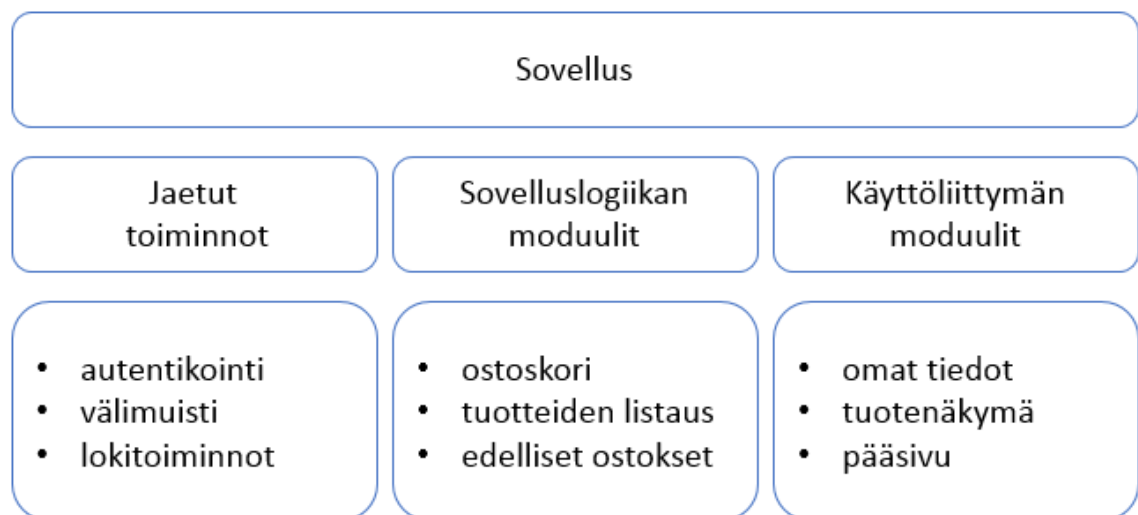 Sovellus
Jaetut
toiminnot
Sovelluslogiikan
moduulit
Käyttöliittymän
moduulit
• autentikointi
• välimuisti
• lokitoiminnot
• ostoskori
• tuotteiden listaus
• edelliset ostokset
• omat tiedot
• tuotenäkymä
• pääsivu